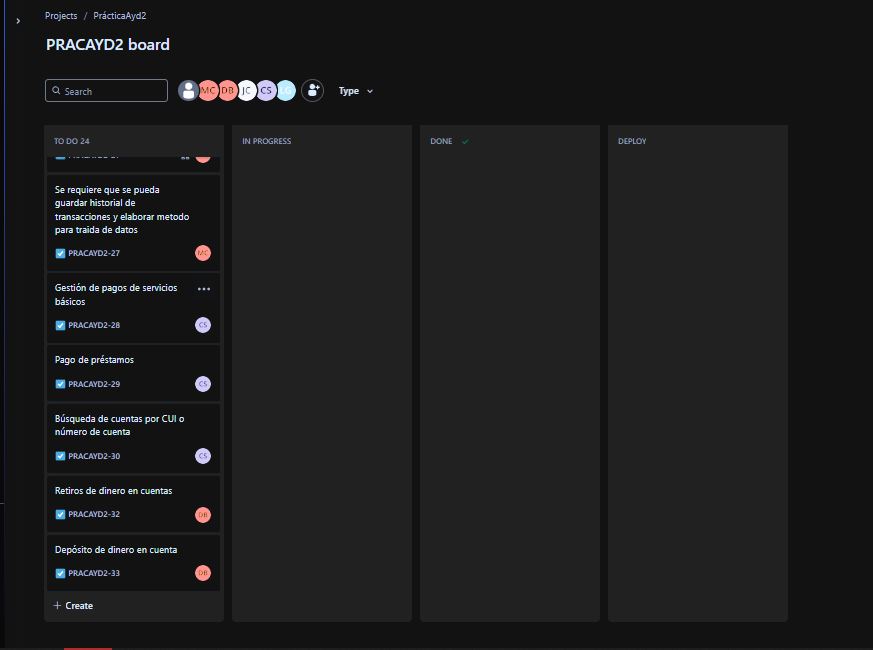 Projects / PrácticaAyd2
PRACAYD2 board
Search
MC DB JC CS LG
Type
TO DO 24
IN PROGRESS
DONE
DEPLOY
Se requiere que se pueda
guardar historial de
transacciones y elaborar metodo
para traida de datos
PRACAYD2-27
MC
Gestión de pagos de servicios
básicos
PRACAYD2-28
CS
Pago de préstamos
PRACAYD2-29
CS
Búsqueda de cuentas por CUI o
número de cuenta
PRACAYD2-30
CS
Retiros de dinero en cuentas
PRACAYD2-32
DB
Depósito de dinero en cuenta
PRACAYD2-33
DB
+ Create